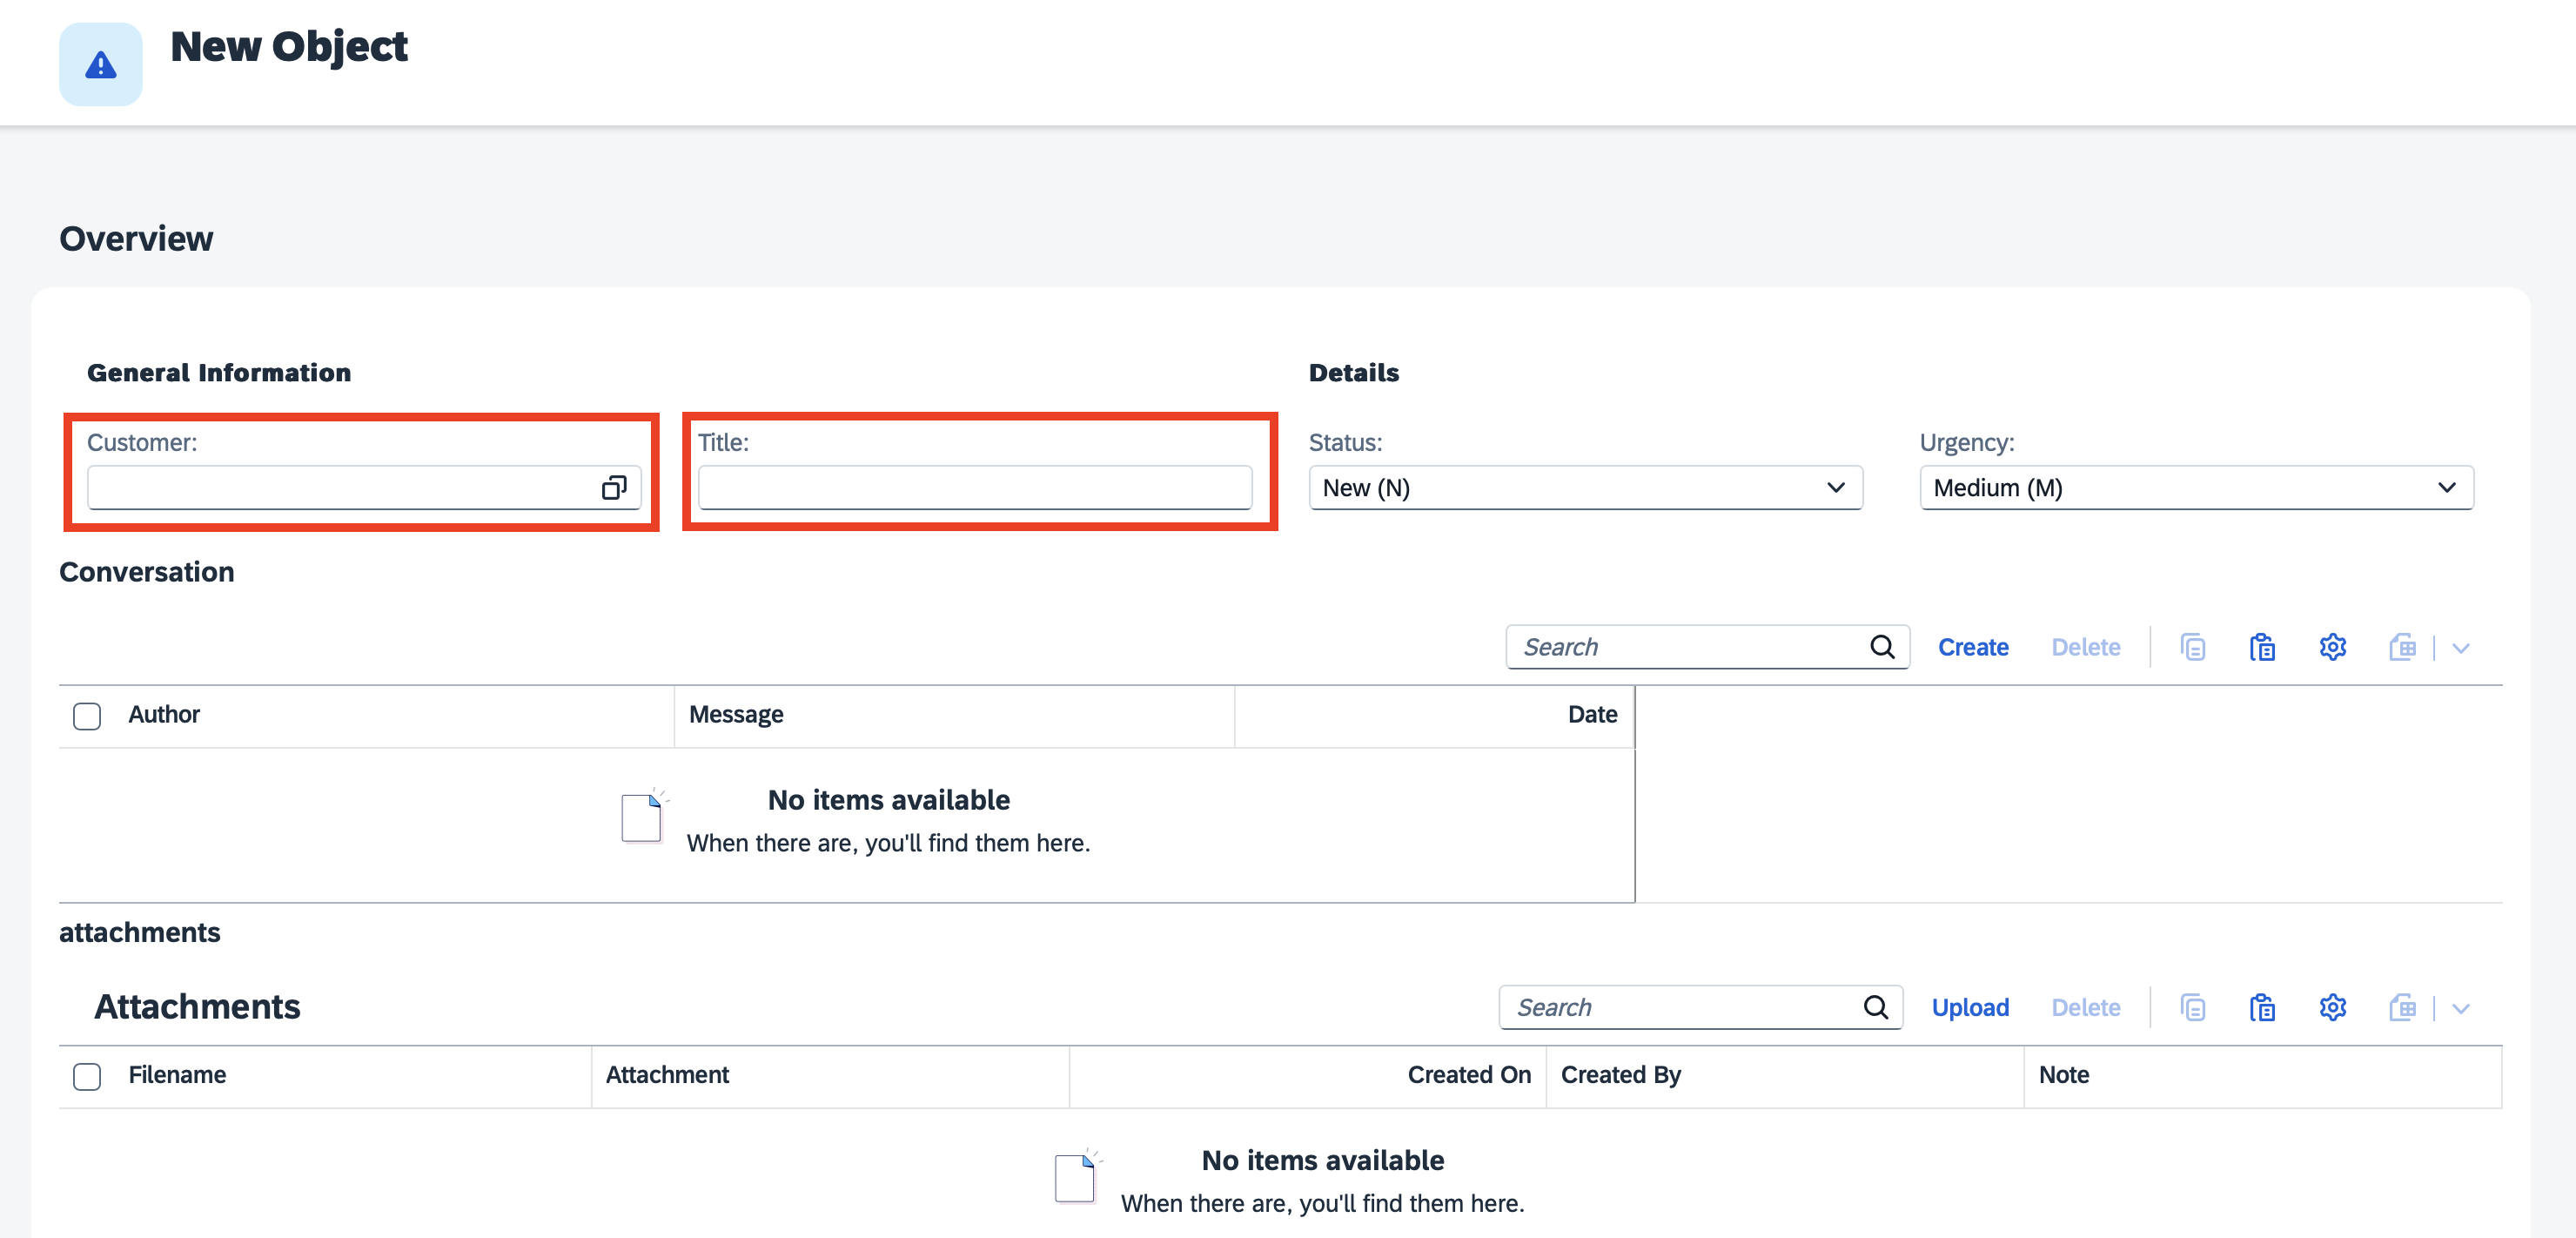 New Object
Overview
General Information
Details
Customer:
Title:
Status:
Urgency:
New (N)
Medium (M)
Conversation
Search
Create
Delete
Author
Message
Date
No items available
When there are, you'll find them here.
attachments
Attachments
Search
Upload
Delete
Filename
Attachment
Created On
Created By
Note
No items available
When there are, you'll find them here.